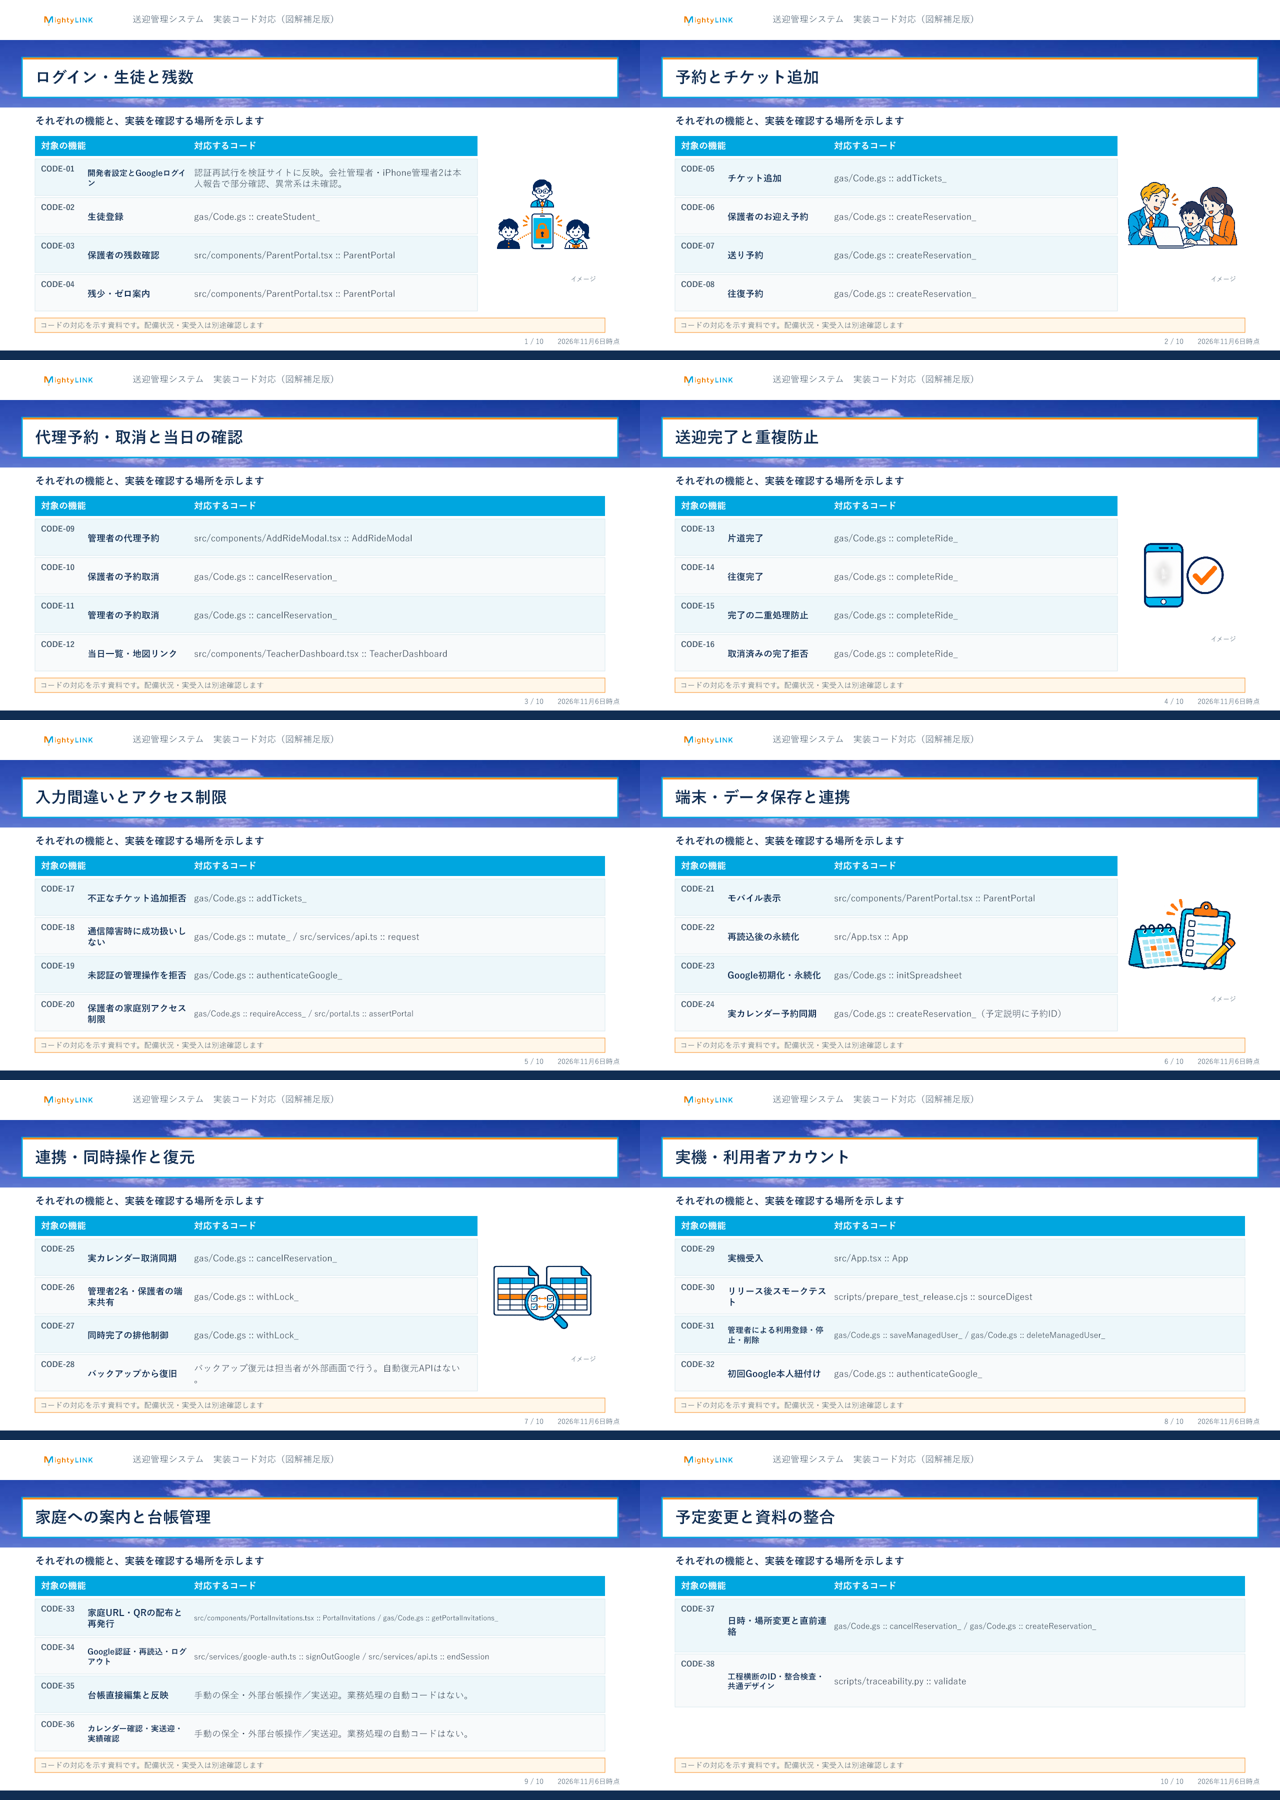 MightyLINK 送迎管理システム 実装コード対応（図解補足版）
ログイン・生徒と残数
それぞれの機能と、実装を確認する場所を示します
対象の機能 対応するコード
CODE-01 開発者設定とGoogleログイン 認証再試行を検証サイトに反映。会社管理者・iPhone管理者2は本人報告で部分確認、異常系は未確認。
CODE-02 生徒登録 gas/Code.gs :: createStudent_
CODE-03 保護者の残数確認 src/components/ParentPortal.tsx :: ParentPortal
CODE-04 残少・ゼロ案内 src/components/ParentPortal.tsx :: ParentPortal
イメージ
コードの対応を示す資料です。配備状況・実受入は別途確認します
1 / 10 2026年11月6日時点
MightyLINK 送迎管理システム 実装コード対応（図解補足版）
予約とチケット追加
それぞれの機能と、実装を確認する場所を示します
対象の機能 対応するコード
CODE-05 チケット追加 gas/Code.gs :: addTickets_
CODE-06 保護者のお迎え予約 gas/Code.gs :: createReservation_
CODE-07 送り予約 gas/Code.gs :: createReservation_
CODE-08 往復予約 gas/Code.gs :: createReservation_
イメージ
コードの対応を示す資料です。配備状況・実受入は別途確認します
2 / 10 2026年11月6日時点
MightyLINK 送迎管理システム 実装コード対応（図解補足版）
代理予約・取消と当日の確認
それぞれの機能と、実装を確認する場所を示します
対象の機能 対応するコード
CODE-09 管理者の代理予約 src/components/AddRideModal.tsx :: AddRideModal
CODE-10 保護者の予約取消 gas/Code.gs :: cancelReservation_
CODE-11 管理者の予約取消 gas/Code.gs :: cancelReservation_
CODE-12 当日一覧・地図リンク src/components/TeacherDashboard.tsx :: TeacherDashboard
コードの対応を示す資料です。配備状況・実受入は別途確認します
3 / 10 2026年11月6日時点
MightyLINK 送迎管理システム 実装コード対応（図解補足版）
送迎完了と重複防止
それぞれの機能と、実装を確認する場所を示します
対象の機能 対応するコード
CODE-13 片道完了 gas/Code.gs :: completeRide_
CODE-14 往復完了 gas/Code.gs :: completeRide_
CODE-15 完了の二重処理防止 gas/Code.gs :: completeRide_
CODE-16 取消済みの完了拒否 gas/Code.gs :: completeRide_
イメージ
コードの対応を示す資料です。配備状況・実受入は別途確認します
4 / 10 2026年11月6日時点
MightyLINK 送迎管理システム 実装コード対応（図解補足版）
入力間違いとアクセス制限
それぞれの機能と、実装を確認する場所を示します
対象の機能 対応するコード
CODE-17 不正なチケット追加拒否 gas/Code.gs :: addTickets_
CODE-18 通信障害時に成功扱いしない gas/Code.gs :: mutate_ / src/services/api.ts :: request
CODE-19 未認証の管理操作を拒否 gas/Code.gs :: authenticateGoogle_
CODE-20 保護者の家庭別アクセス制限 gas/Code.gs :: requireAccess_ / src/portal.ts :: assertPortal
コードの対応を示す資料です。配備状況・実受入は別途確認します
5 / 10 2026年11月6日時点
MightyLINK 送迎管理システム 実装コード対応（図解補足版）
端末・データ保存と連携
それぞれの機能と、実装を確認する場所を示します
対象の機能 対応するコード
CODE-21 モバイル表示 src/components/ParentPortal.tsx :: ParentPortal
CODE-22 再読込後の永続化 src/App.tsx :: App
CODE-23 Google初期化・永続化 gas/Code.gs :: initSpreadsheet
CODE-24 実カレンダー予約同期 gas/Code.gs :: createReservation_（予定説明に予約ID）
イメージ
コードの対応を示す資料です。配備状況・実受入は別途確認します
6 / 10 2026年11月6日時点
MightyLINK 送迎管理システム 実装コード対応（図解補足版）
連携・同時操作と復元
それぞれの機能と、実装を確認する場所を示します
対象の機能 対応するコード
CODE-25 実カレンダー取消同期 gas/Code.gs :: cancelReservation_
CODE-26 管理者2名・保護者の端末共有 gas/Code.gs :: withLock_
CODE-27 同時完了の排他制御 gas/Code.gs :: withLock_
CODE-28 バックアップから復旧 バックアップ復元は担当者が外部画面で行う。自動復元APIはない。
イメージ
コードの対応を示す資料です。配備状況・実受入は別途確認します
7 / 10 2026年11月6日時点
MightyLINK 送迎管理システム 実装コード対応（図解補足版）
実機・利用者アカウント
それぞれの機能と、実装を確認する場所を示します
対象の機能 対応するコード
CODE-29 実機受入 src/App.tsx :: App
CODE-30 リリース後スモークテスト scripts/prepare_test_release.cjs :: sourceDigest
CODE-31 管理者による利用登録・停止・削除 gas/Code.gs :: saveManagedUser_ / gas/Code.gs :: deleteManagedUser_
CODE-32 初回Google本人紐付け gas/Code.gs :: authenticateGoogle_
コードの対応を示す資料です。配備状況・実受入は別途確認します
8 / 10 2026年11月6日時点
MightyLINK 送迎管理システム 実装コード対応（図解補足版）
家庭への案内と台帳管理
それぞれの機能と、実装を確認する場所を示します
対象の機能 対応するコード
CODE-33 家庭URL・QRの配布と再発行 src/components/PortalInvitations.tsx :: PortalInvitations / gas/Code.gs :: getPortalInvitations_
CODE-34 Google認証・再読込・ログアウト src/services/google-auth.ts :: signOutGoogle / src/services/api.ts :: endSession
CODE-35 台帳直接編集と反映 手動の保全・外部台帳操作／実送迎。業務処理の自動コードはない。
CODE-36 カレンダー確認・実送迎・実績確認 手動の保全・外部台帳操作／実送迎。業務処理の自動コードはない。
コードの対応を示す資料です。配備状況・実受入は別途確認します
9 / 10 2026年11月6日時点
MightyLINK 送迎管理システム 実装コード対応（図解補足版）
予定変更と資料の整合
それぞれの機能と、実装を確認する場所を示します
対象の機能 対応するコード
CODE-37 日時・場所変更と直前連絡 gas/Code.gs :: cancelReservation_ / gas/Code.gs :: createReservation_
CODE-38 工程横断のID・整合検査・共通デザイン scripts/traceability.py :: validate
コードの対応を示す資料です。配備状況・実受入は別途確認します
10 / 10 2026年11月6日時点